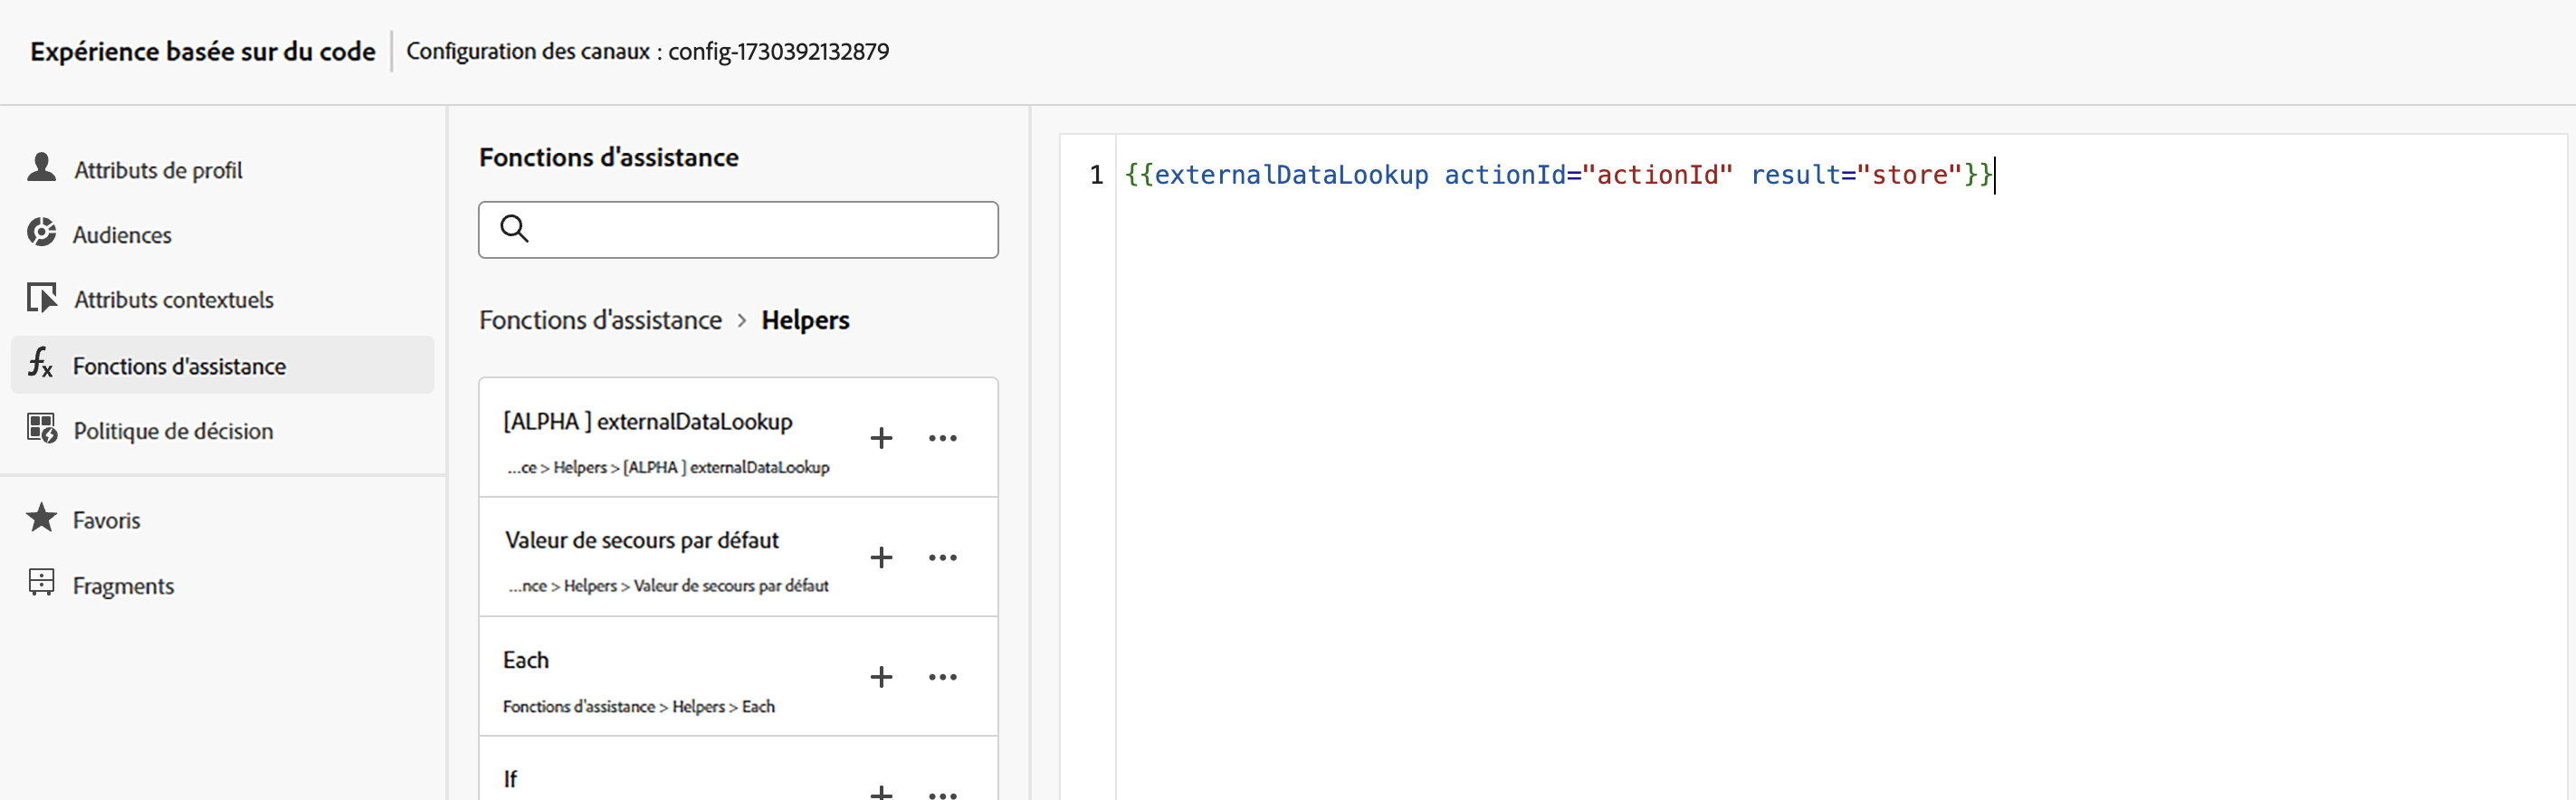 Expérience basée sur du code
Configuration des canaux : config-1730392132879
Attributs de profil
Audiences
Attributs contextuels
Fonctions d'assistance
Politique de décision
Favoris
Fragments
Fonctions d'assistance
Fonctions d'assistance > Helpers
[ALPHA ] externalDataLookup
...ce > Helpers > [ALPHA ] externalDataLookup
Valeur de secours par défaut
...nce > Helpers > Valeur de secours par défaut
Each
Fonctions d'assistance > Helpers > Each
If
1 {{externalDataLookup actionId="actionId" result="store"}}